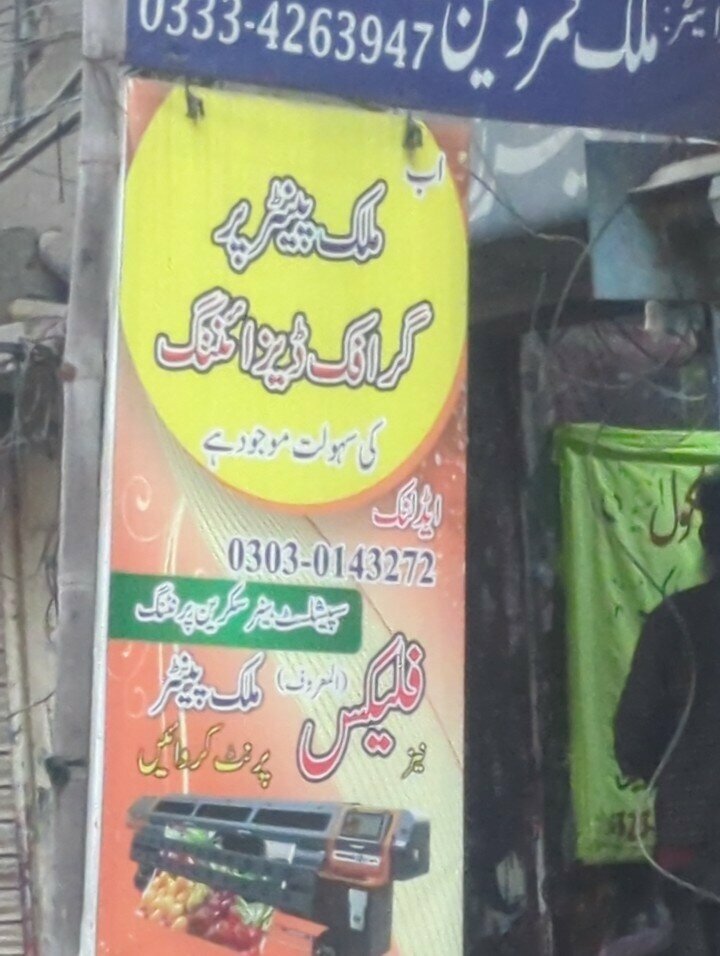 0333-4263947 ملک قمر دین
اب
ملک پینٹر پر
گرافک ڈیزائننگ
کی سہولت موجود ہے
0303-0143272
سپیشلسٹ بینر سکرین پرنٹنگ
فلیکس (المعروف) ملک پینٹر
نیز پرنٹ کروائیں